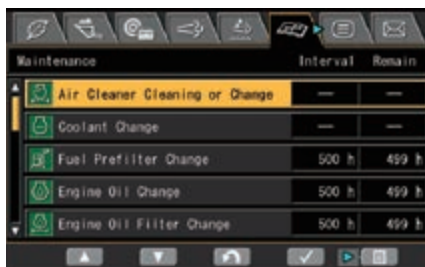 Maintenance Interval Remain
Air Cleaner Cleaning or Change — —
Coolant Change — —
Fuel Prefilter Change 500 h 499 h
Engine Oil Change 500 h 499 h
Engine Oil Filter Change 500 h 499 h